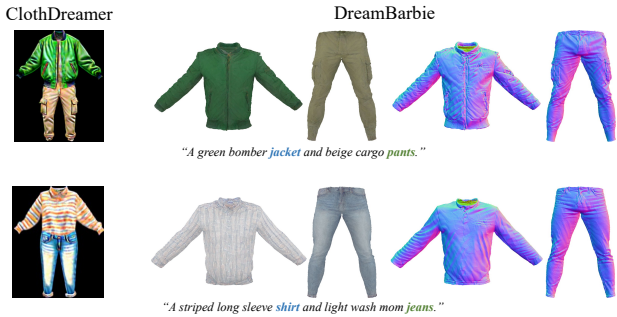 ClothDreamer
DreamBarbie
“A green bomber jacket and beige cargo pants.”
“A striped long sleeve shirt and light wash mom jeans.”